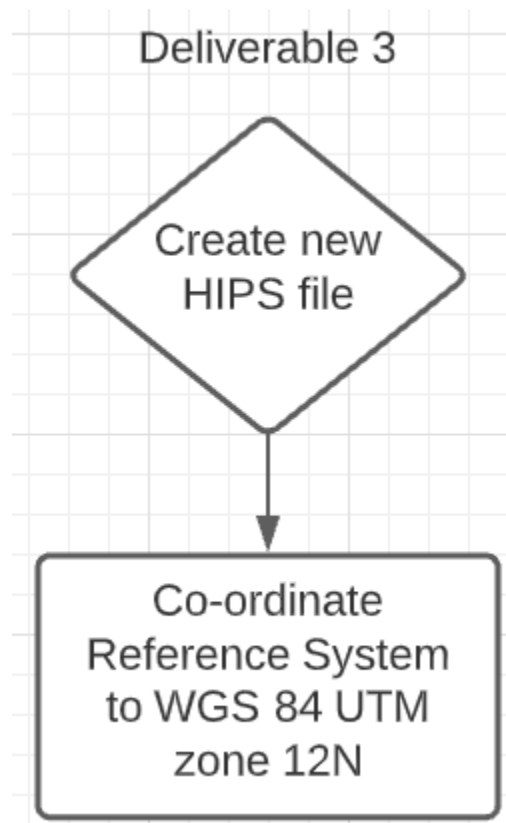 Deliverable 3
Create new
HIPS file
Co-ordinate
Reference System
to WGS 84 UTM
zone 12N